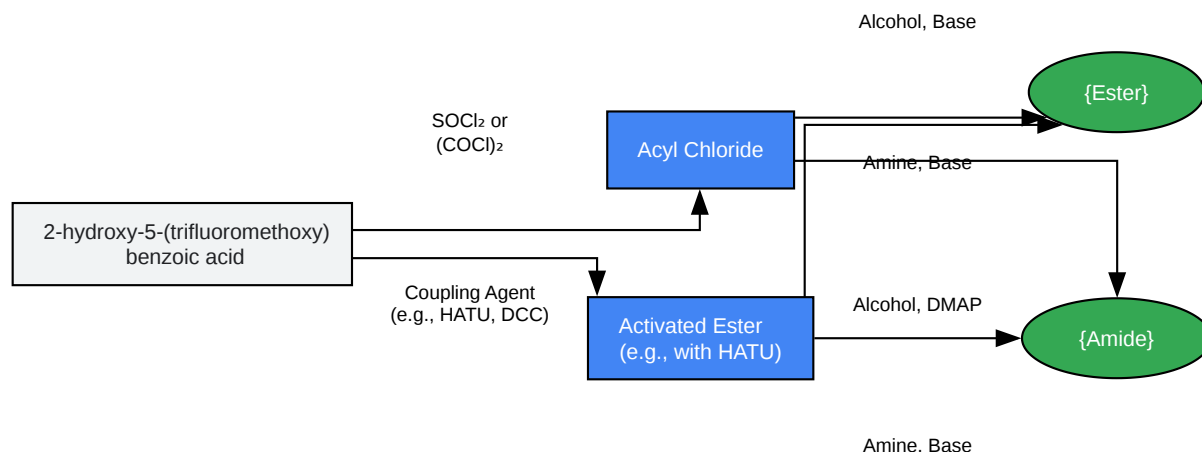 Alcohol, Base
{Ester}
SOCl₂ or
(COCl)₂
Acyl Chloride
Amine, Base
2-hydroxy-5-(trifluoromethoxy)
benzoic acid
Coupling Agent
(e.g., HATU, DCC)
Activated Ester
(e.g., with HATU)
Alcohol, DMAP
{Amide}
Amine, Base